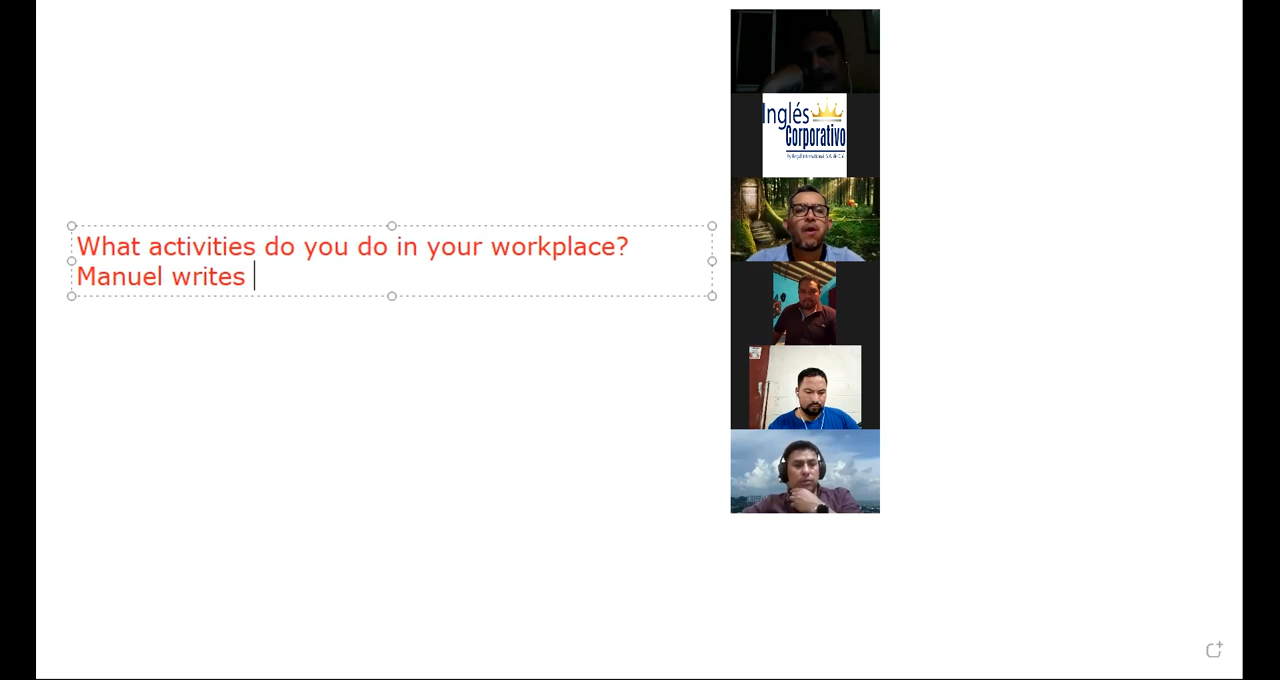 What activities do you do in your workplace?
Manuel writes
Inglés
Corporativo